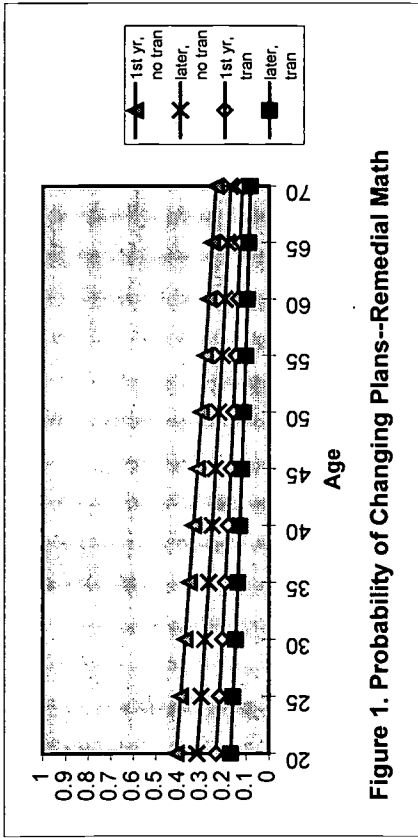 1
0.9
0.8
0.7
0.6
0.5
0.4
0.3
0.2
0.1
0
20 25 30 35 40 45 50 55 60 65 70
Age
1st yr,
no tran
later,
no tran
1st yr,
tran
later,
tran
Figure 1. Probability of Changing Plans--Remedial Math